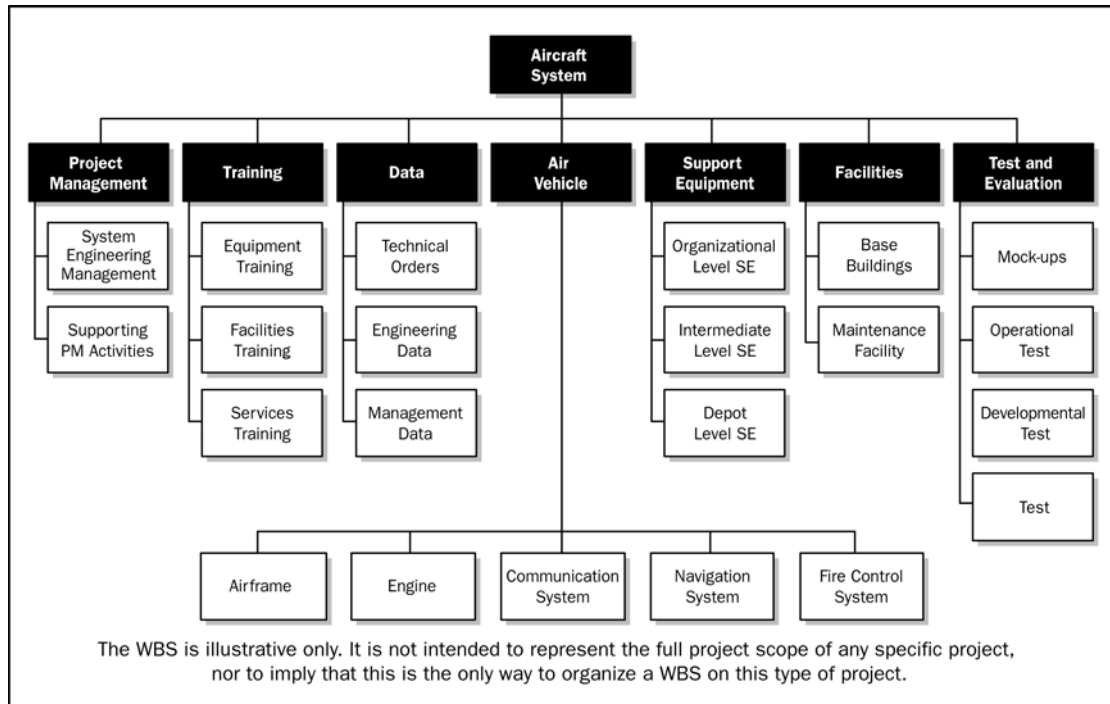 Aircraft
System
Project
Management
Training
Data
Air
Vehicle
Support
Equipment
Facilities
Test and
Evaluation
System
Engineering
Management
Supporting
PM Activities
Equipment
Training
Facilities
Training
Services
Training
Technical
Orders
Engineering
Data
Management
Data
Organizational
Level SE
Intermediate
Level SE
Depot
Level SE
Base
Buildings
Maintenance
Facility
Mock-ups
Operational
Test
Developmental
Test
Test
Airframe
Engine
Communication
System
Navigation
System
Fire Control
System
The WBS is illustrative only. It is not intended to represent the full project scope of any specific project,
nor to imply that this is the only way to organize a WBS on this type of project.